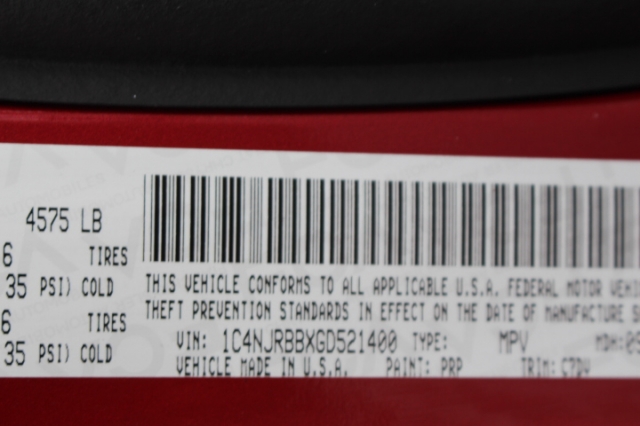 4575 LB
6 TIRES
35 PSI) COLD
6 TIRES
35 PSI) COLD
THIS VEHICLE CONFORMS TO ALL APPLICABLE U.S.A. FEDERAL MOTOR VEHI
THEFT PREVENTION STANDARDS IN EFFECT ON THE DATE OF MANUFACTURE S
VIN: 1C4NJRBBXGD521400 TYPE: MPV MDH:09
VEHICLE MADE IN U.S.A. PAINT: PRP TRIM: C7DV